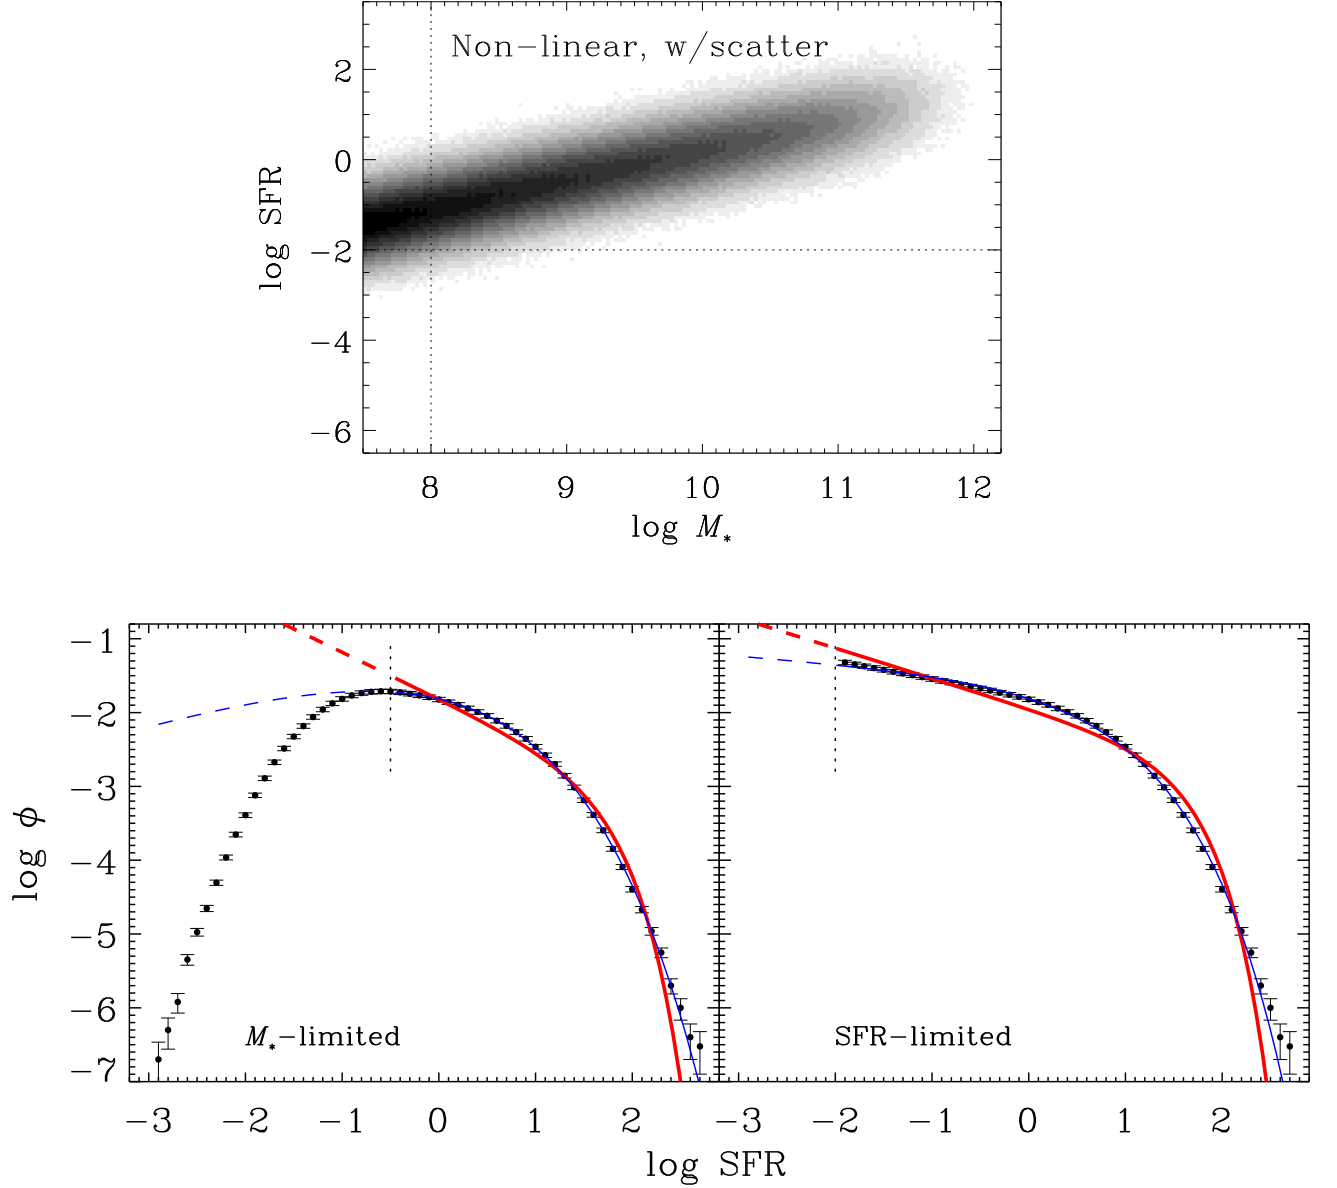 Non-linear, w/scatter
2
0
-2
-4
-6
log SFR
8 9 10 11 12
log M*
-1
-2
-3
-4
-5
-6
-7
log ϕ
M*-limited
SFR-limited
-3 -2 -1 0 1 2 -3 -2 -1 0 1 2
log SFR